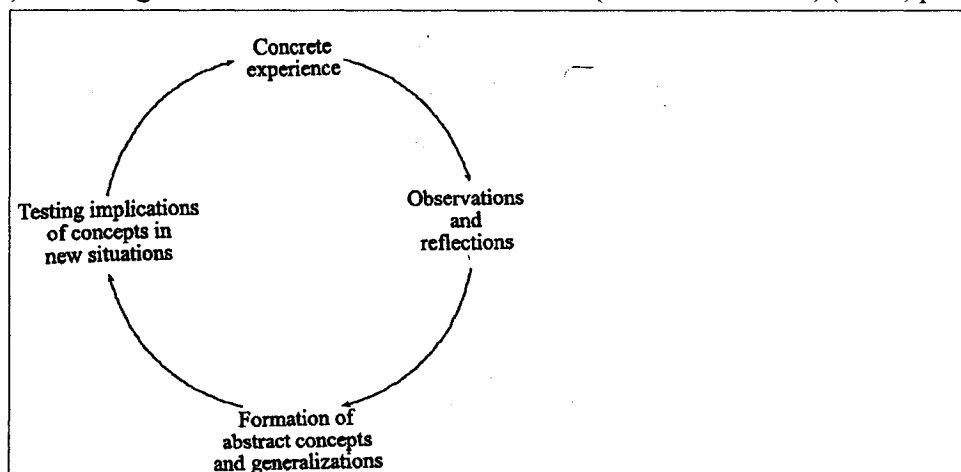 Concrete
experience
Observations
and
reflections
Formation of
abstract concepts
and generalizations
Testing implications
of concepts in
new situations